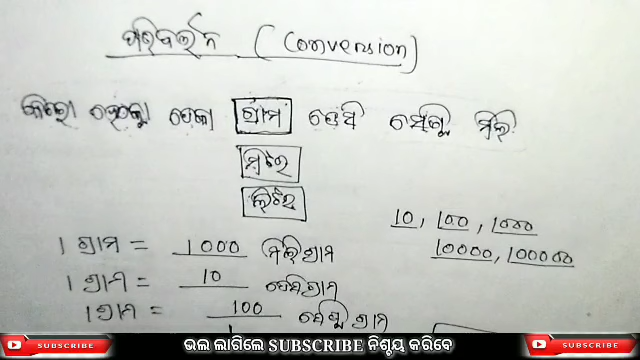 ପରିବର୍ତ୍ତନ (Conversion)
କିଲୋ ହେକ୍ଟୋ ଡେକା ଗ୍ରାମ ଡେସି ସେଣ୍ଟି ମିଲି
ମିଟର
ଲିଟର
10, 100, 1000
10000, 100000
1 ଗ୍ରାମ = 1000 ମିଲିଗ୍ରାମ
1 ଗ୍ରାମ = 10 ଡେସିଗ୍ରାମ
1 ଗ୍ରାମ = 100 ସେଣ୍ଟିଗ୍ରାମ
SUBSCRIBE ଭଲ ଲାଗିଲେ SUBSCRIBE ନିଶ୍ଚୟ କରିବେ SUBSCRIBE